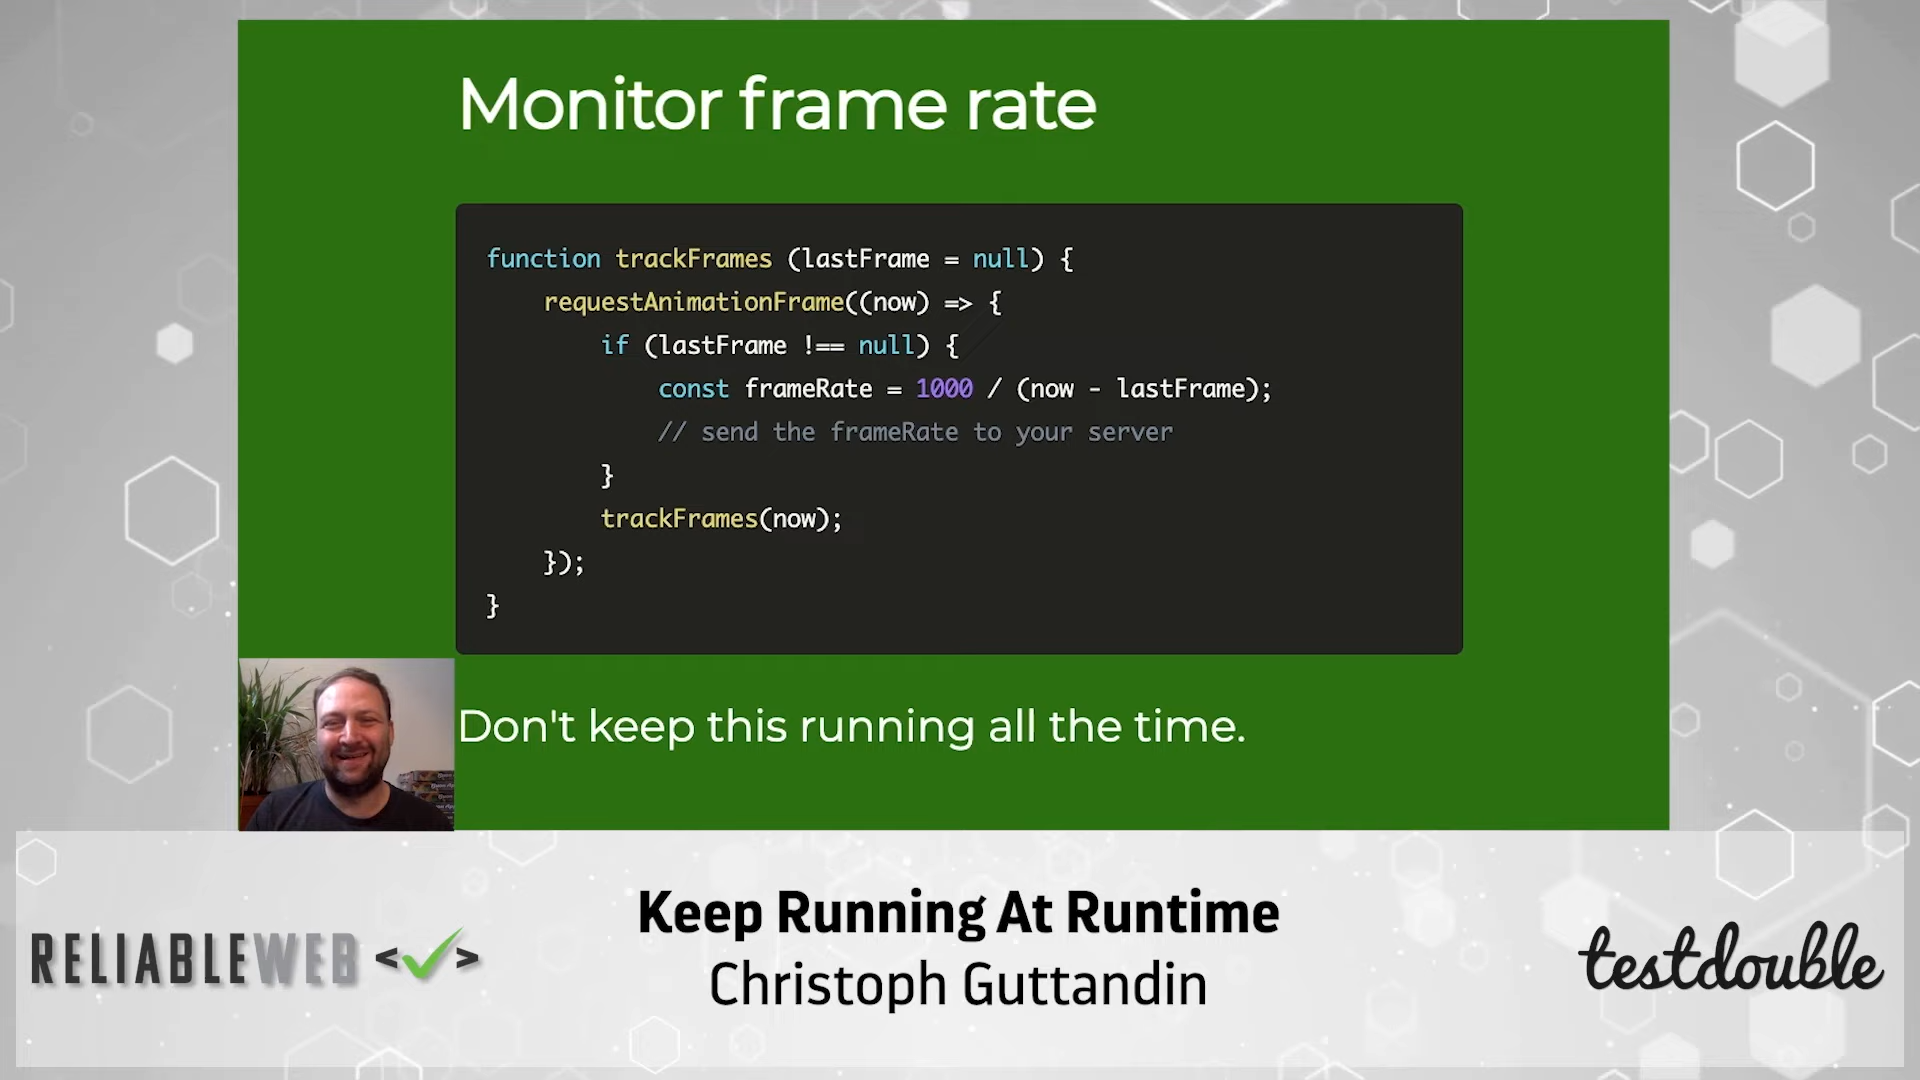 Monitor frame rate
function trackFrames (lastFrame = null) {
    requestAnimationFrame((now) => {
        if (lastFrame !== null) {
            const frameRate = 1000 / (now - lastFrame);
            // send the frameRate to your server
        }
        trackFrames(now);
    });
}
Don't keep this running all the time.
RELIABLEWEB < >
Keep Running At Runtime
Christoph Guttandin
testdouble